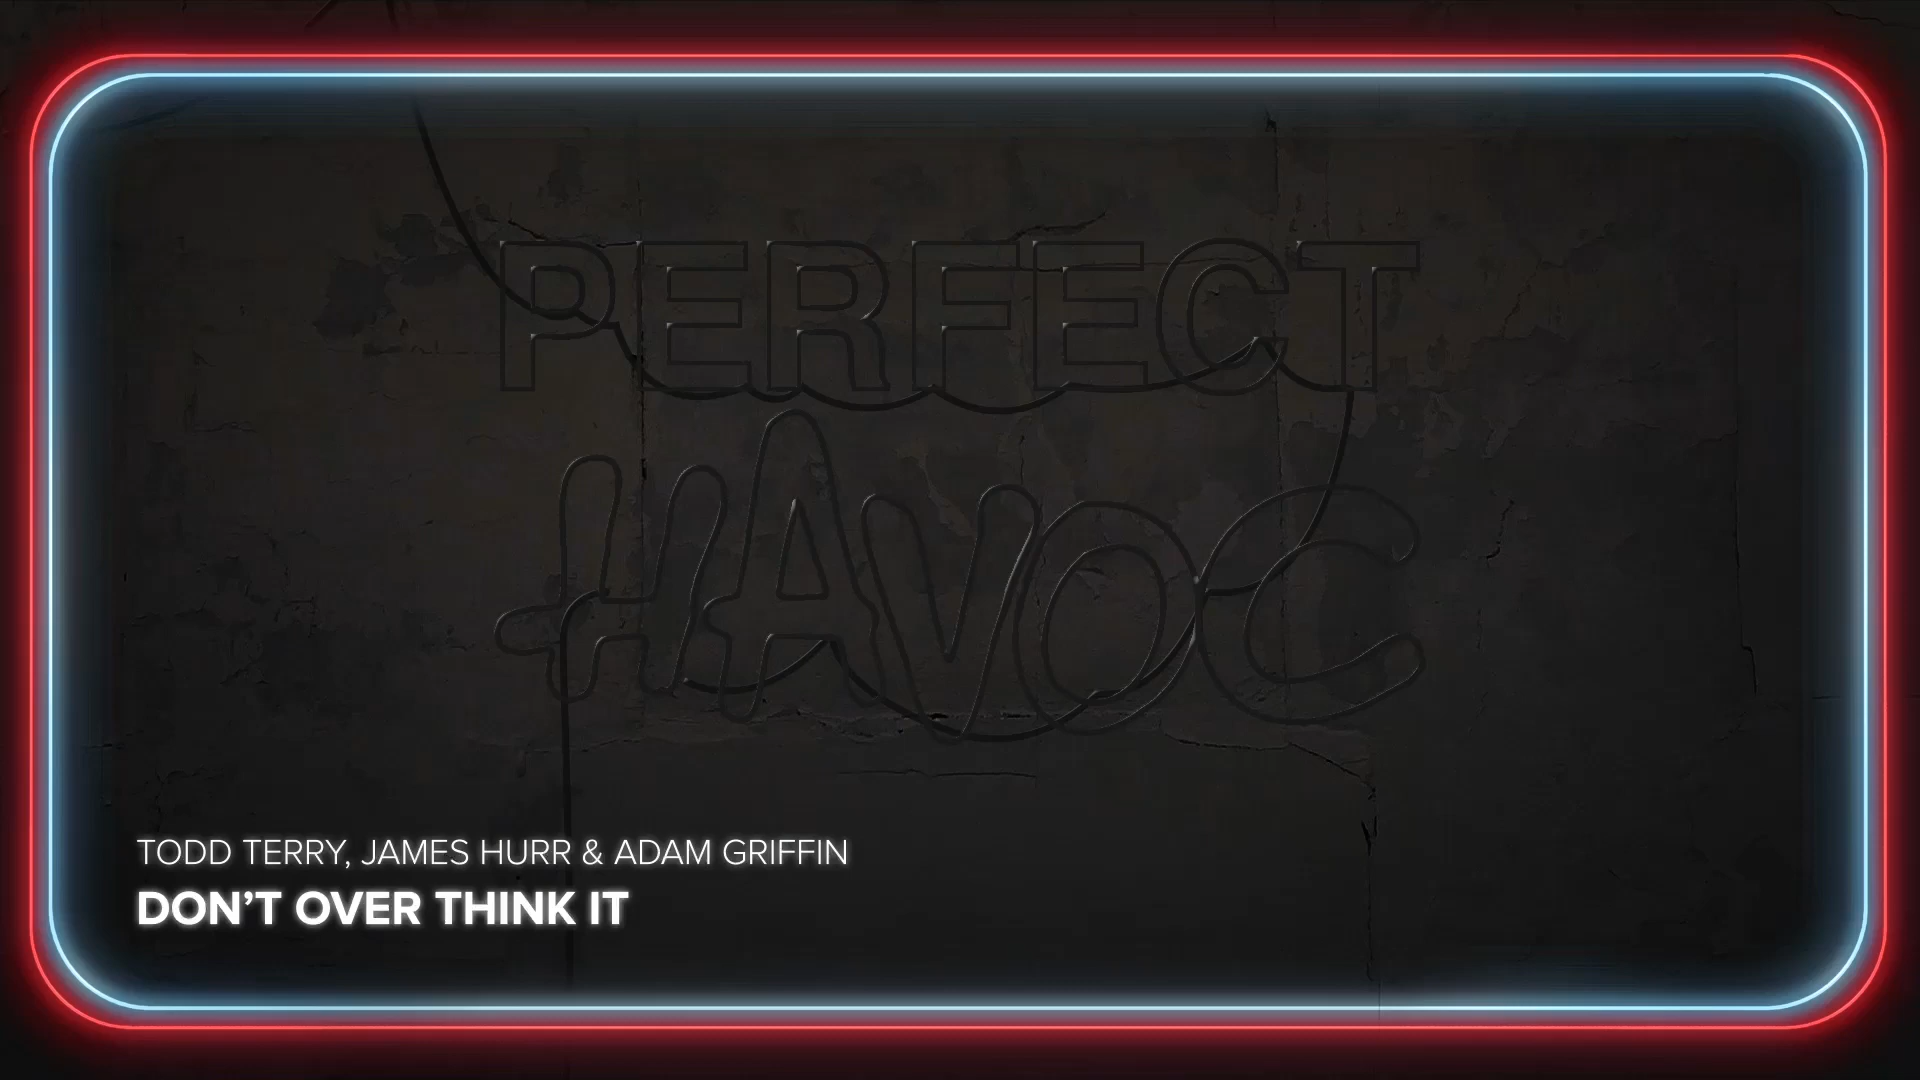 PERFECT
HAVOC
TODD TERRY, JAMES HURR & ADAM GRIFFIN
DON’T OVER THINK IT